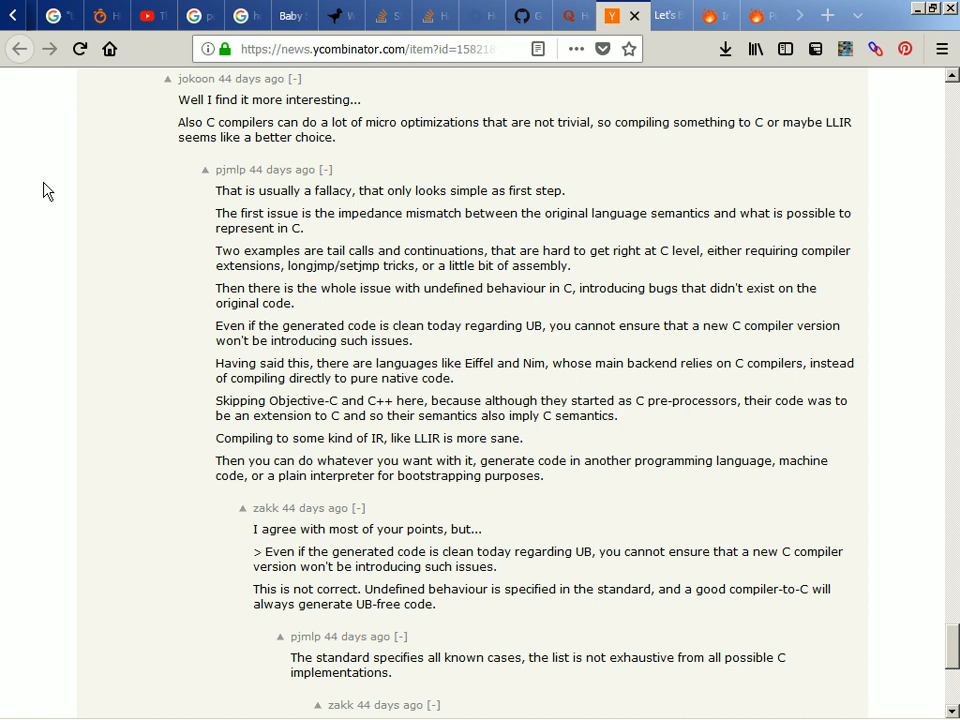 Baby
Let's
https://news.ycombinator.com/item?id=15821
jokoon 44 days ago [-]
Well I find it more interesting...
Also C compilers can do a lot of micro optimizations that are not trivial, so compiling something to C or maybe LLIR
seems like a better choice.
pjmlp 44 days ago [-]
That is usually a fallacy, that only looks simple as first step.
The first issue is the impedance mismatch between the original language semantics and what is possible to
represent in C.
Two examples are tail calls and continuations, that are hard to get right at C level, either requiring compiler
extensions, longjmp/setjmp tricks, or a little bit of assembly.
Then there is the whole issue with undefined behaviour in C, introducing bugs that didn't exist on the
original code.
Even if the generated code is clean today regarding UB, you cannot ensure that a new C compiler version
won't be introducing such issues.
Having said this, there are languages like Eiffel and Nim, whose main backend relies on C compilers, instead
of compiling directly to pure native code.
Skipping Objective-C and C++ here, because although they started as C pre-processors, their code was to
be an extension to C and so their semantics also imply C semantics.
Compiling to some kind of IR, like LLIR is more sane.
Then you can do whatever you want with it, generate code in another programming language, machine
code, or a plain interpreter for bootstrapping purposes.
zakk 44 days ago [-]
I agree with most of your points, but...
> Even if the generated code is clean today regarding UB, you cannot ensure that a new C compiler
version won't be introducing such issues.
This is not correct. Undefined behaviour is specified in the standard, and a good compiler-to-C will
always generate UB-free code.
pjmlp 44 days ago [-]
The standard specifies all known cases, the list is not exhaustive from all possible C
implementations.
zakk 44 days ago [-]